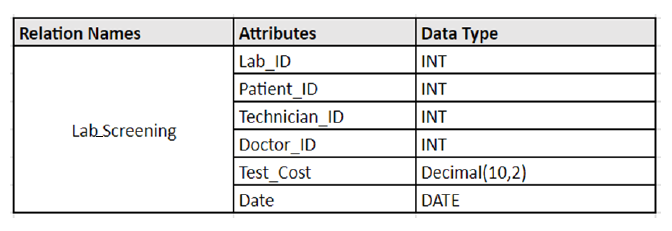 Relation Names Attributes Data Type
Lab_ID INT
Patient_ID INT
Technician_ID INT
Lab_Screening
Doctor_ID INT
Test_Cost Decimal(10,2)
Date DATE